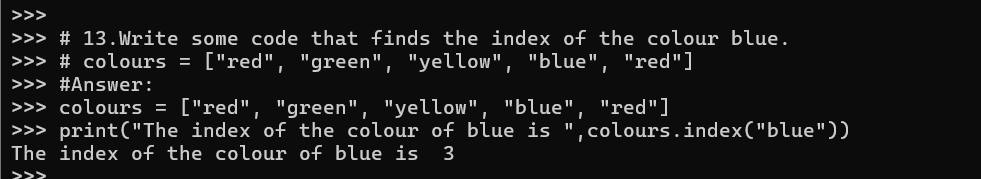 >>>
>>> # 13.Write some code that finds the index of the colour blue.
>>> # colours = ["red", "green", "yellow", "blue", "red"]
>>> #Answer:
>>> colours = ["red", "green", "yellow", "blue", "red"]
>>> print("The index of the colour of blue is ",colours.index("blue"))
The index of the colour of blue is  3
>>>